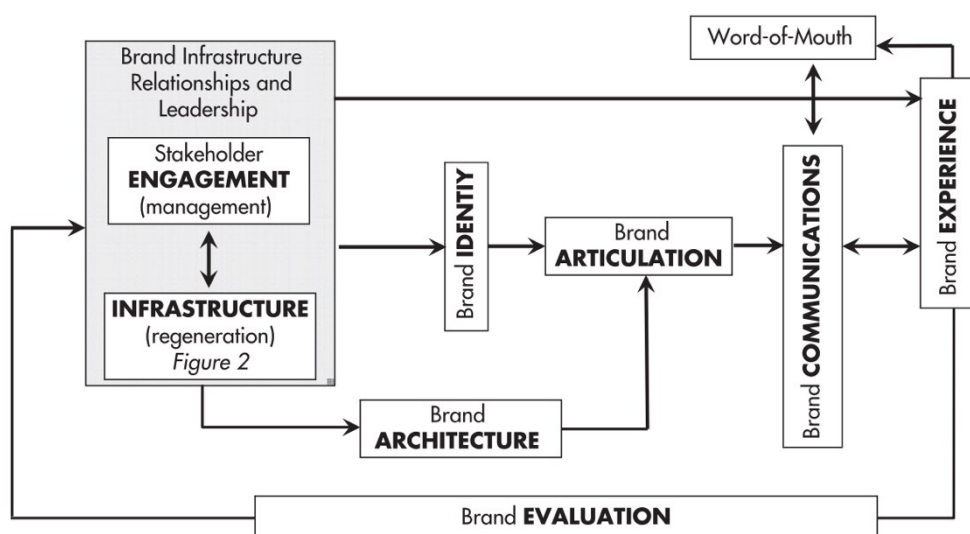 Brand Infrastructure
Relationships and
Leadership
Stakeholder
ENGAGEMENT
(management)
INFRASTRUCTURE
(regeneration)
Figure 2
Brand IDENTIY
Brand
ARCHITECTURE
Brand
ARTICULATION
Word-of-Mouth
Brand COMMUNICATIONS
Brand EXPERIENCE
Brand EVALUATION